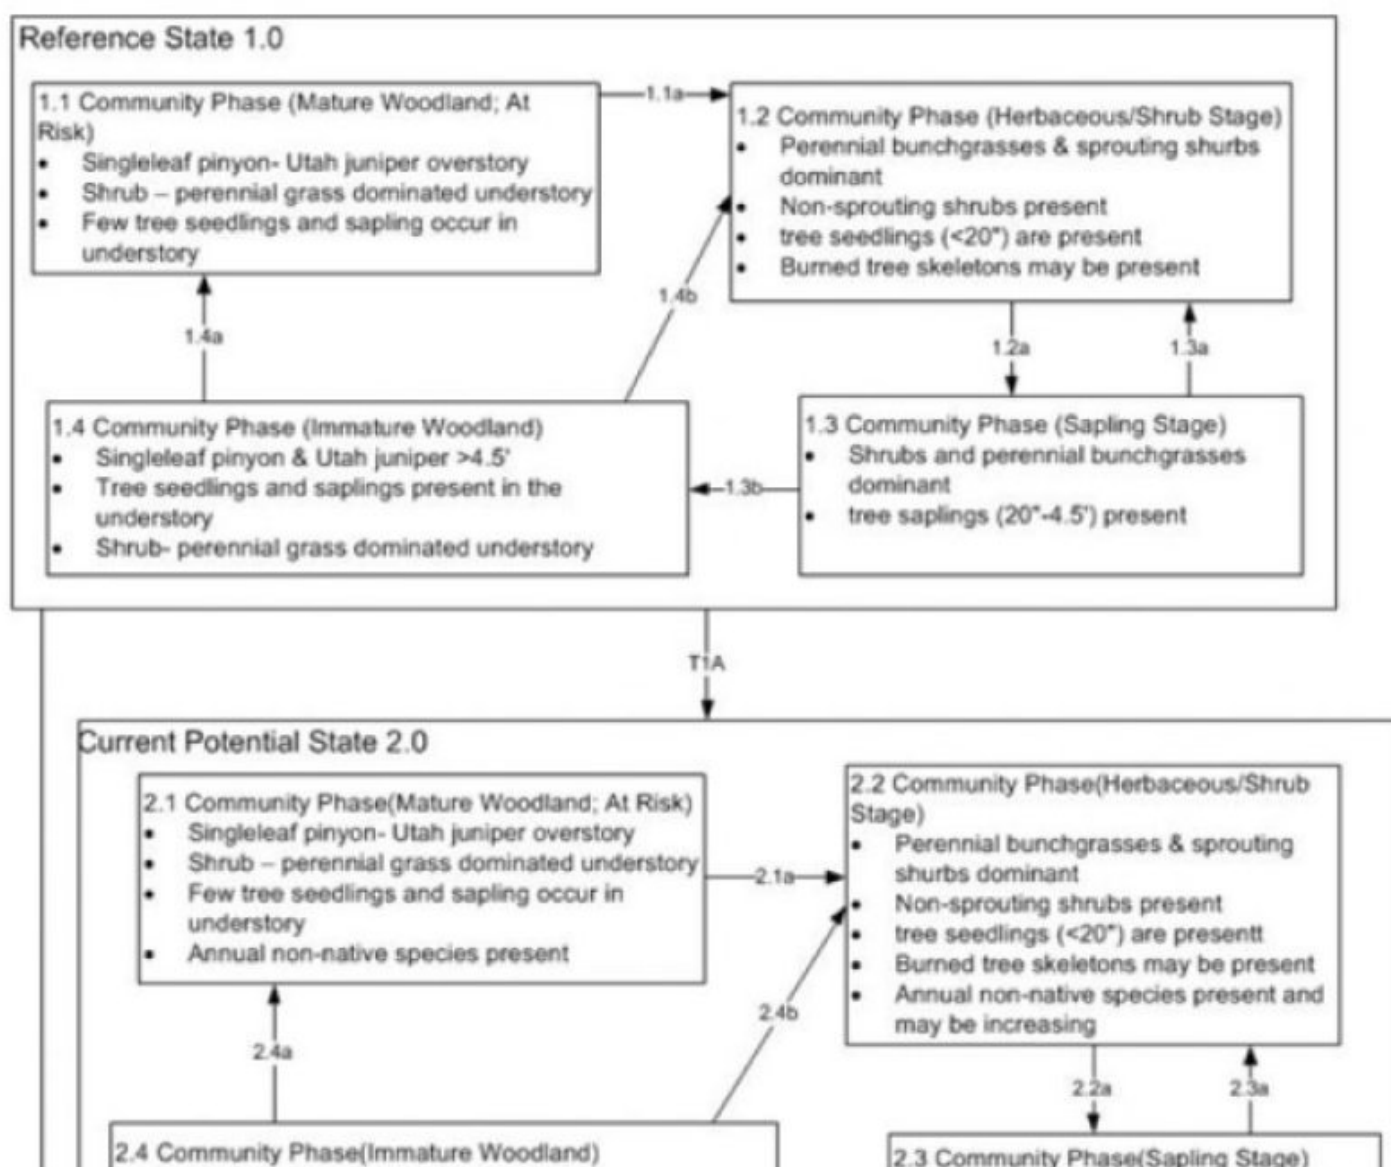 Reference State 1.0
1.1 Community Phase (Mature Woodland; At
Risk)
• Singleleaf pinyon- Utah juniper overstory
• Shrub – perennial grass dominated understory
• Few tree seedlings and sapling occur in
understory
1.1a
1.2 Community Phase (Herbaceous/Shrub Stage)
• Perennial bunchgrasses & sprouting shurbs
dominant
• Non-sprouting shrubs present
• tree seedlings (<20") are present
• Burned tree skeletons may be present
1.4a
1.4b
1.2a
1.3a
1.4 Community Phase (Immature Woodland)
• Singleleaf pinyon & Utah juniper >4.5'
• Tree seedlings and saplings present in the
understory
• Shrub- perennial grass dominated understory
1.3b
1.3 Community Phase (Sapling Stage)
• Shrubs and perennial bunchgrasses
dominant
• tree saplings (20"-4.5') present
T1A
Current Potential State 2.0
2.1 Community Phase(Mature Woodland; At Risk)
• Singleleaf pinyon- Utah juniper overstory
• Shrub – perennial grass dominated understory
• Few tree seedlings and sapling occur in
understory
• Annual non-native species present
2.1a
2.2 Community Phase(Herbaceous/Shrub
Stage)
• Perennial bunchgrasses & sprouting
shurbs dominant
• Non-sprouting shrubs present
• tree seedlings (<20") are presentt
• Burned tree skeletons may be present
• Annual non-native species present and
may be increasing
2.4a
2.4b
2.2a
2.3a
2.4 Community Phase(Immature Woodland)
2.3 Community Phase(Sapling Stage)